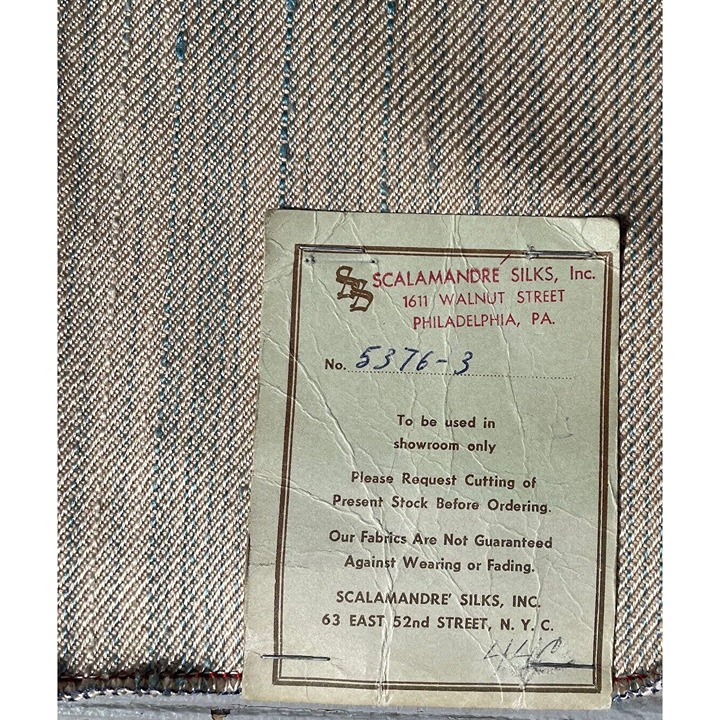 SS SCALAMANDRÉ SILKS, Inc.
1611 WALNUT STREET
PHILADELPHIA, PA.
No. 5376-3
To be used in
showroom only
Please Request Cutting of
Present Stock Before Ordering.
Our Fabrics Are Not Guaranteed
Against Wearing or Fading.
SCALAMANDRE' SILKS, INC.
63 EAST 52nd STREET, N. Y. C.